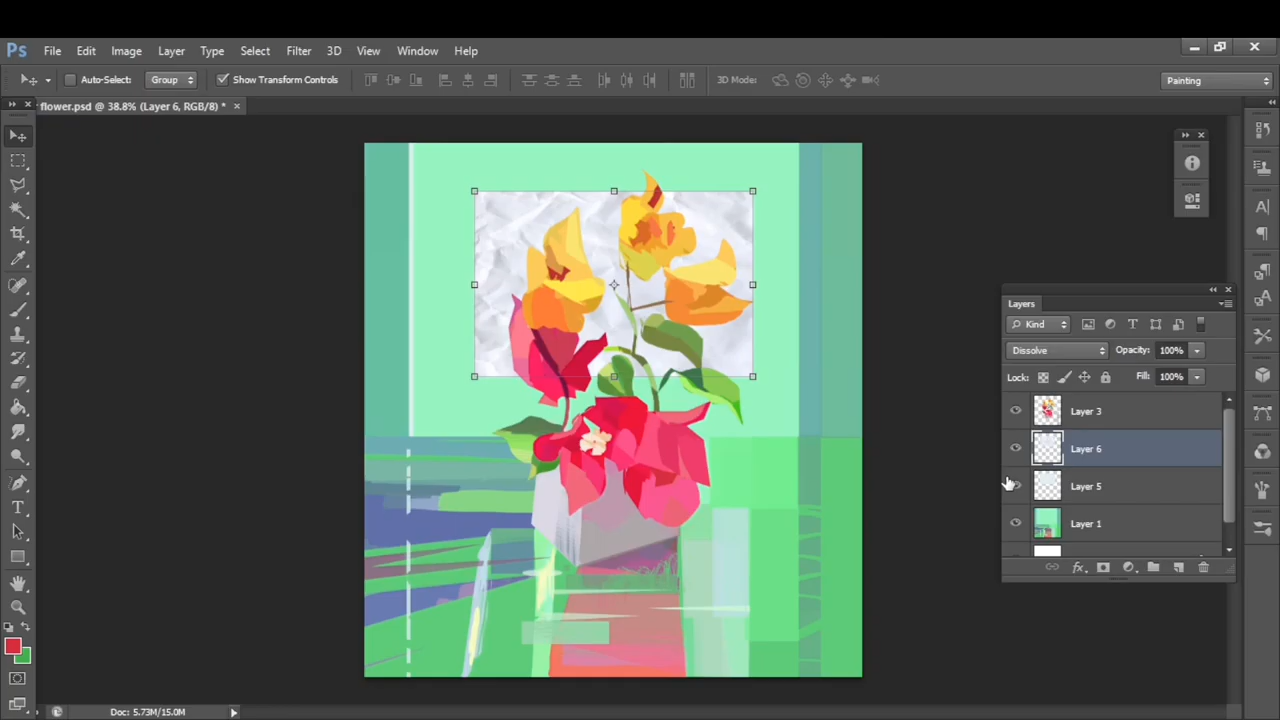 Ps File Edit Image Layer Type Select Filter 3D View Window Help
Auto-Select: Group Show Transform Controls 3D Mode: Painting
flower.psd @ 38.8% (Layer 6, RGB/8) *
Layers
Kind
Dissolve Opacity: 100%
Lock: Fill: 100%
Layer 3
Layer 6
Layer 5
Layer 1
Doc: 5.73M/15.0M